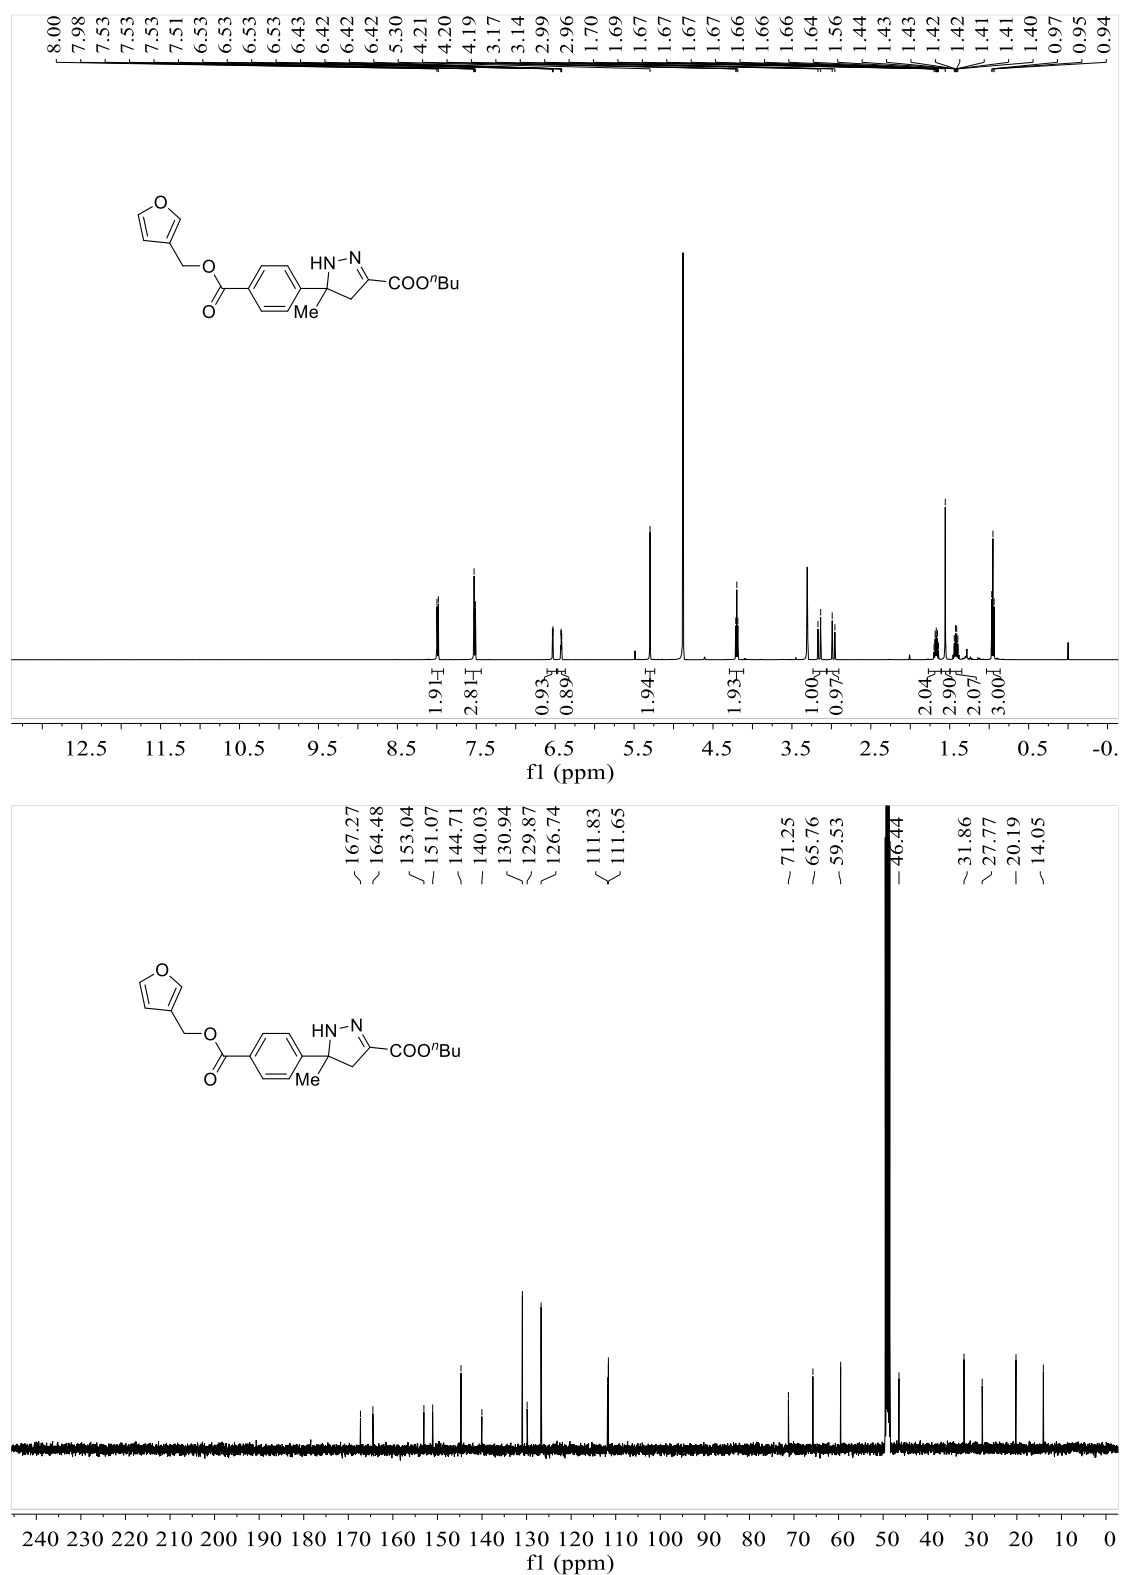 8.00 7.98 7.53 7.53 7.53 7.51 6.53 6.53 6.53 6.53 6.43 6.42 6.42 6.42 5.30 4.21 4.20 4.19 3.17 3.14 2.99 2.96 1.70 1.69 1.67 1.67 1.67 1.66 1.66 1.66 1.64 1.56 1.44 1.43 1.43 1.42 1.42 1.41 1.41 1.40 0.97 0.95 0.94
O
O
O
HN
N
Me
COOⁿBu
1.91 2.81 0.93 0.89 1.94 1.93 1.00 0.97 2.04 2.90 2.07 3.00
12.5 11.5 10.5 9.5 8.5 7.5 6.5 5.5 4.5 3.5 2.5 1.5 0.5 -0.
f1 (ppm)
167.27 164.48 153.04 151.07 144.71 140.03 130.94 129.87 126.74 111.83 111.65 71.25 65.76 59.53 46.44 31.86 27.77 20.19 14.05
O
O
O
HN
N
Me
COOⁿBu
240 230 220 210 200 190 180 170 160 150 140 130 120 110 100 90 80 70 60 50 40 30 20 10 0
f1 (ppm)